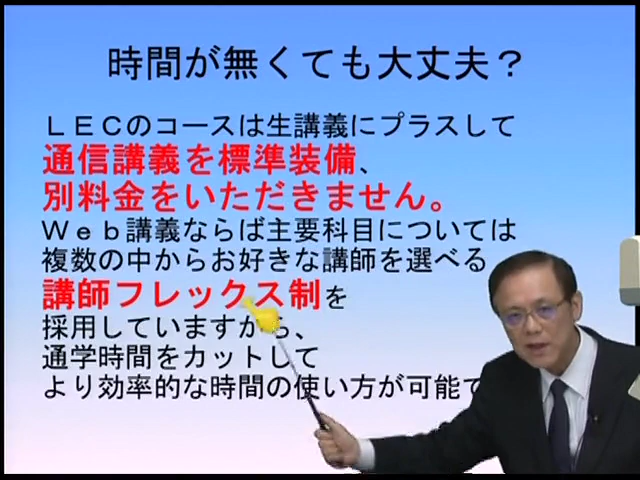 時間が無くても大丈夫？
ＬＥＣのコースは生講義にプラスして
通信講義を標準装備、
別料金をいただきません。
Ｗｅｂ講義ならば主要科目については
複数の中からお好きな講師を選べる
講師フレックス制を
採用していますから、
通学時間をカットして
より効率的な時間の使い方が可能で